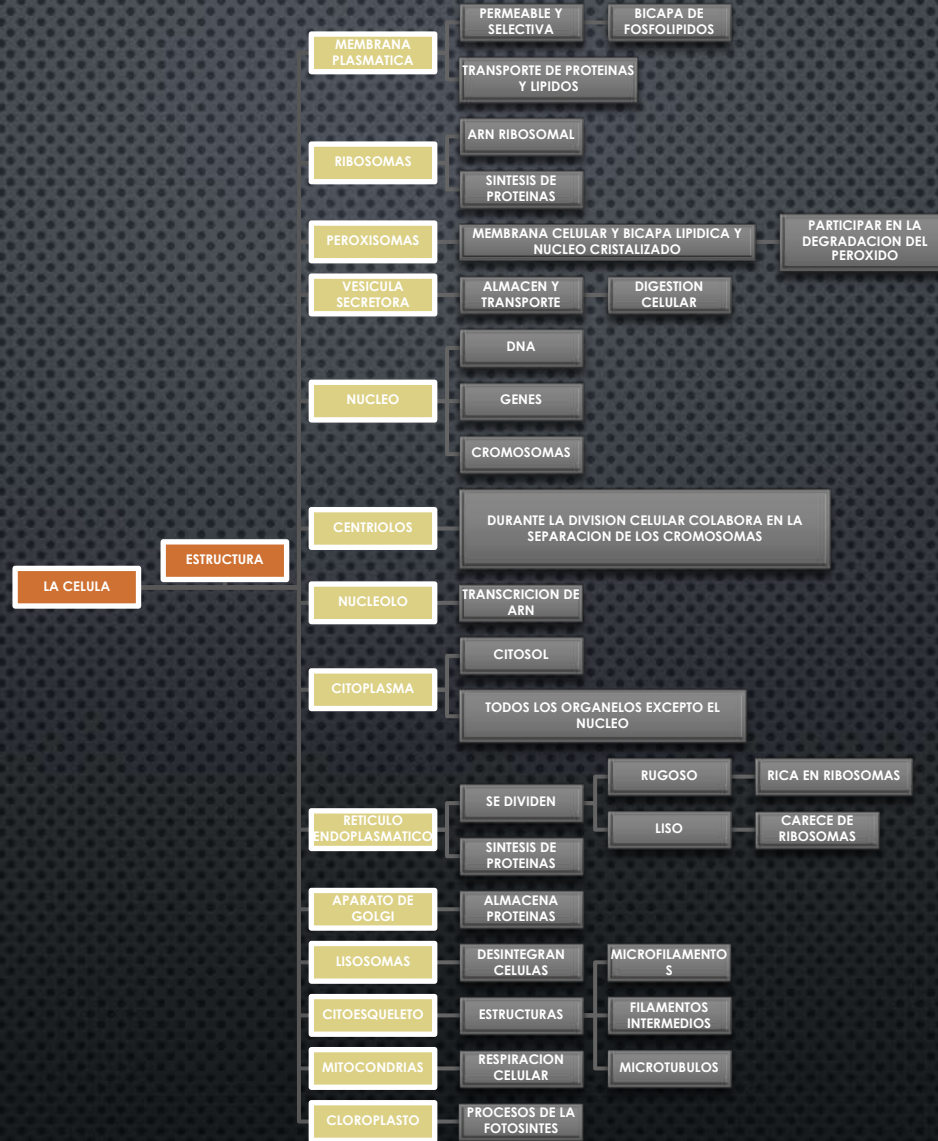 LA CELULA
ESTRUCTURA
MEMBRANA
PLASMATICA
PERMEABLE Y
SELECTIVA
BICAPA DE
FOSFOLIPIDOS
TRANSPORTE DE PROTEINAS
Y LIPIDOS
RIBOSOMAS
ARN RIBOSOMAL
SINTESIS DE
PROTEINAS
PEROXISOMAS
MEMBRANA CELULAR Y BICAPA LIPIDICA Y
NUCLEO CRISTALIZADO
PARTICIPAR EN LA
DEGRADACION DEL
PEROXIDO
VESICULA
SECRETORA
ALMACEN Y
TRANSPORTE
DIGESTION
CELULAR
NUCLEO
DNA
GENES
CROMOSOMAS
CENTRIOLOS
DURANTE LA DIVISION CELULAR COLABORA EN LA
SEPARACION DE LOS CROMOSOMAS
NUCLEOLO
TRANSCRICION DE
ARN
CITOPLASMA
CITOSOL
TODOS LOS ORGANELOS EXCEPTO EL
NUCLEO
RETICULO
ENDOPLASMATICO
SE DIVIDEN
RUGOSO
RICA EN RIBOSOMAS
LISO
CARECE DE
RIBOSOMAS
SINTESIS DE
PROTEINAS
APARATO DE
GOLGI
ALMACENA
PROTEINAS
LISOSOMAS
DESINTEGRAN
CELULAS
CITOESQUELETO
ESTRUCTURAS
MICROFILAMENTO
S
FILAMENTOS
INTERMEDIOS
MICROTUBULOS
MITOCONDRIAS
RESPIRACION
CELULAR
CLOROPLASTO
PROCESOS DE LA
FOTOSINTES